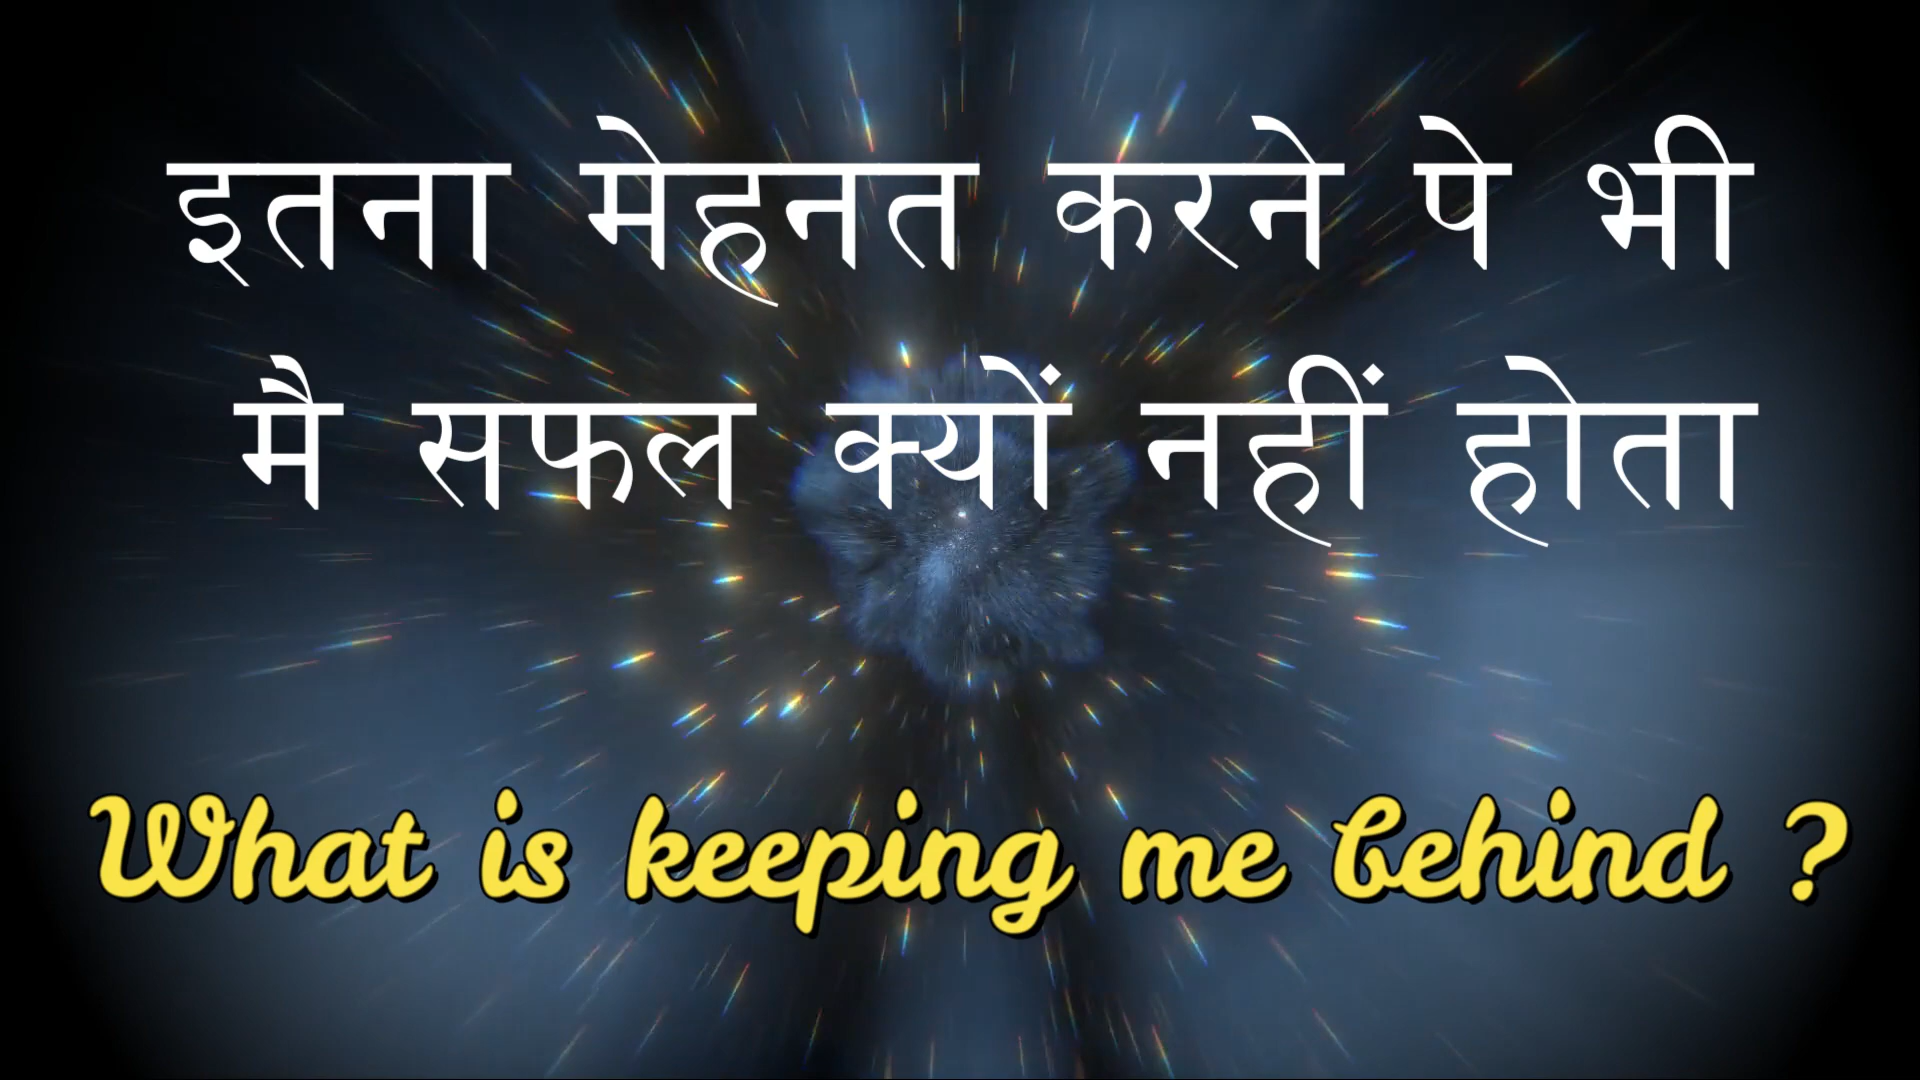 इतना मेहनत करने पे भी
मै सफल क्यों नहीं होता
What is keeping me behind ?